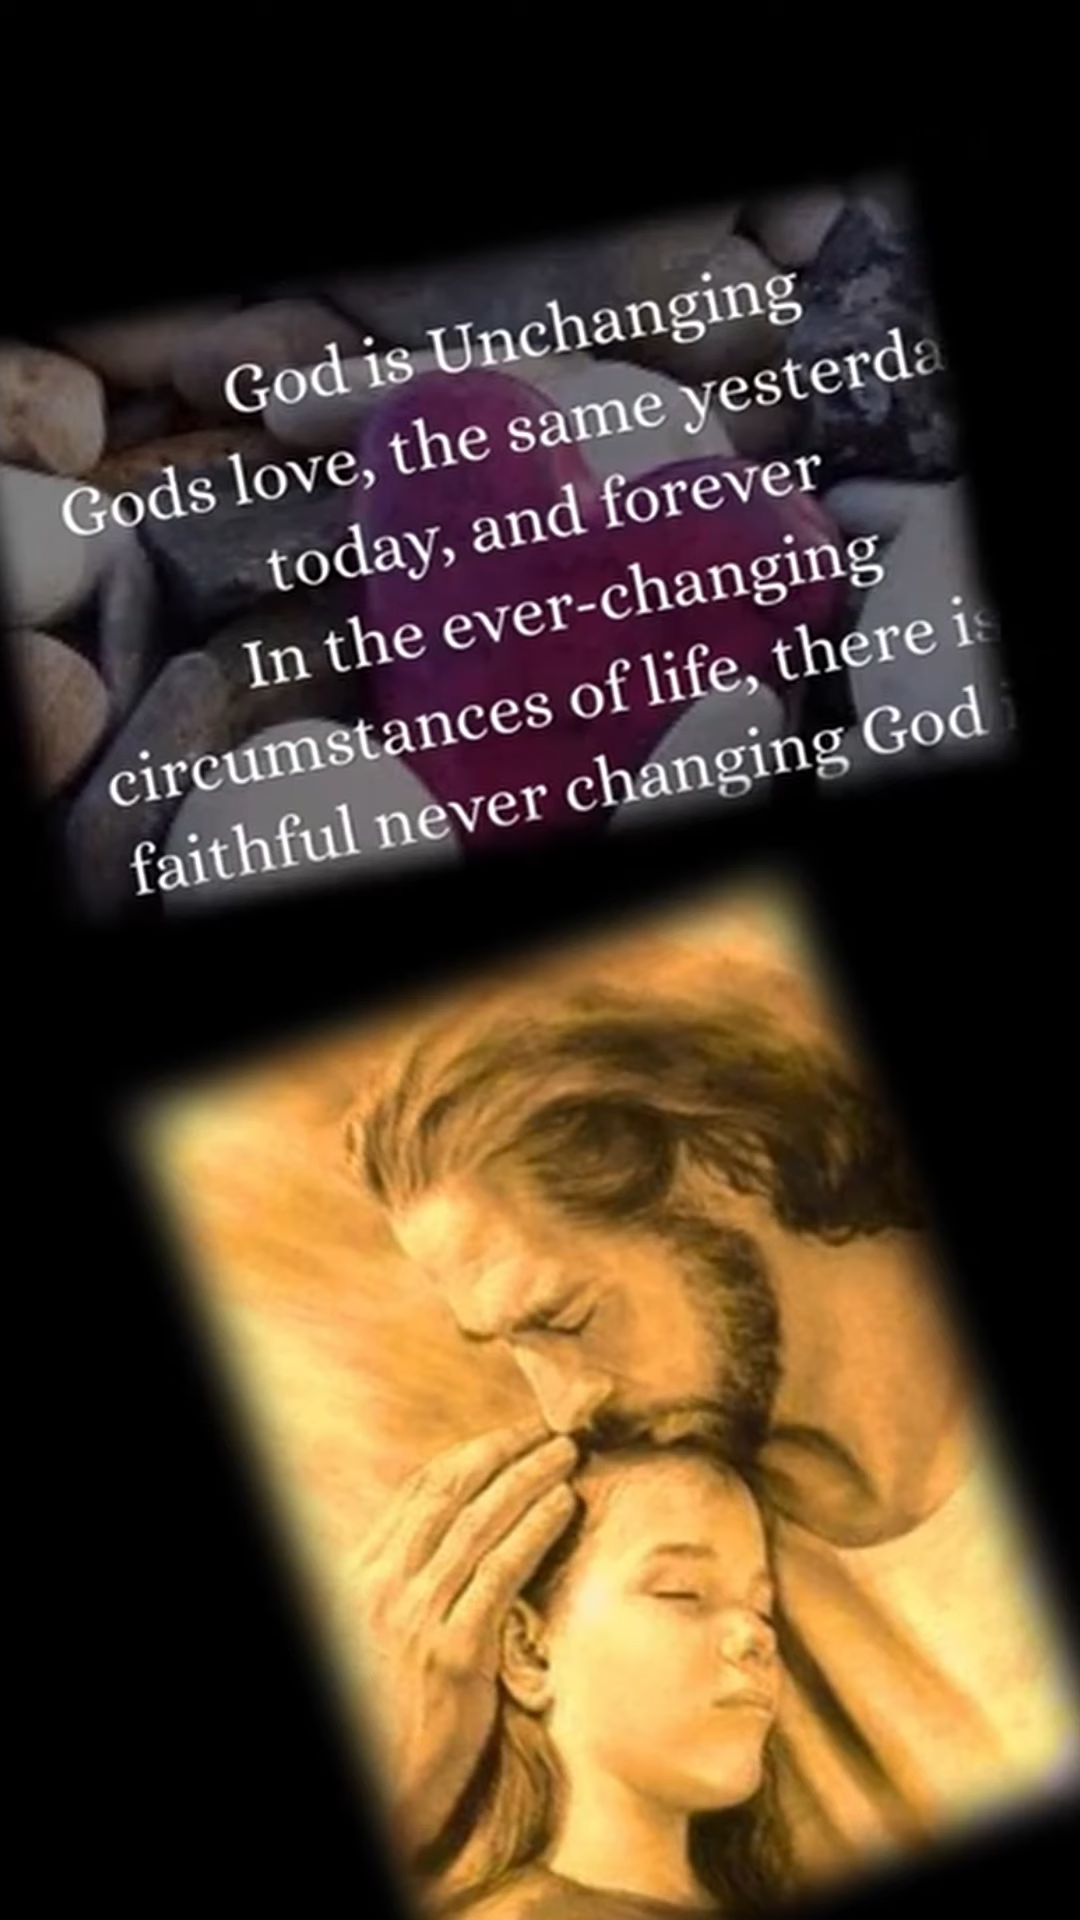 God is Unchanging
Gods love, the same yesterda
today, and forever
In the ever-changing
circumstances of life, there is
faithful never changing God